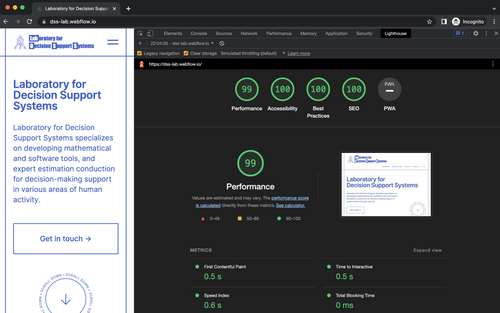 Laboratory for Decision Sup
dss-lab.webflow.io
Incognito
Elements
Console
Sources
Network
Performance
Memory
Application
Security
Lighthouse
1
22:04:25 - dss-lab.webflow.io
Legacy navigation
Clear storage
Simulated throttling (default)
Learn more
https://dss-lab.webflow.io/
Laboratory for
Decision Support Systems
Laboratory for
Decision Support
Systems
Laboratory for Decision
Support Systems specializes
on developing mathematical
and software tools, and
expert estimation conduction
for decision-making support
in various areas of human
activity.
Get in touch →
SCROLL DOWN
99
100
100
100
PWA
Performance
Accessibility
Best
Practices
SEO
PWA
99
Performance
Values are estimated and may vary. The performance score
is calculated directly from these metrics. See calculator.
0–49
50–89
90–100
Laboratory for
Decision Support Systems
METRICS
Expand view
First Contentful Paint
0.5 s
Time to Interactive
0.5 s
Speed Index
0.6 s
Total Blocking Time
0 ms